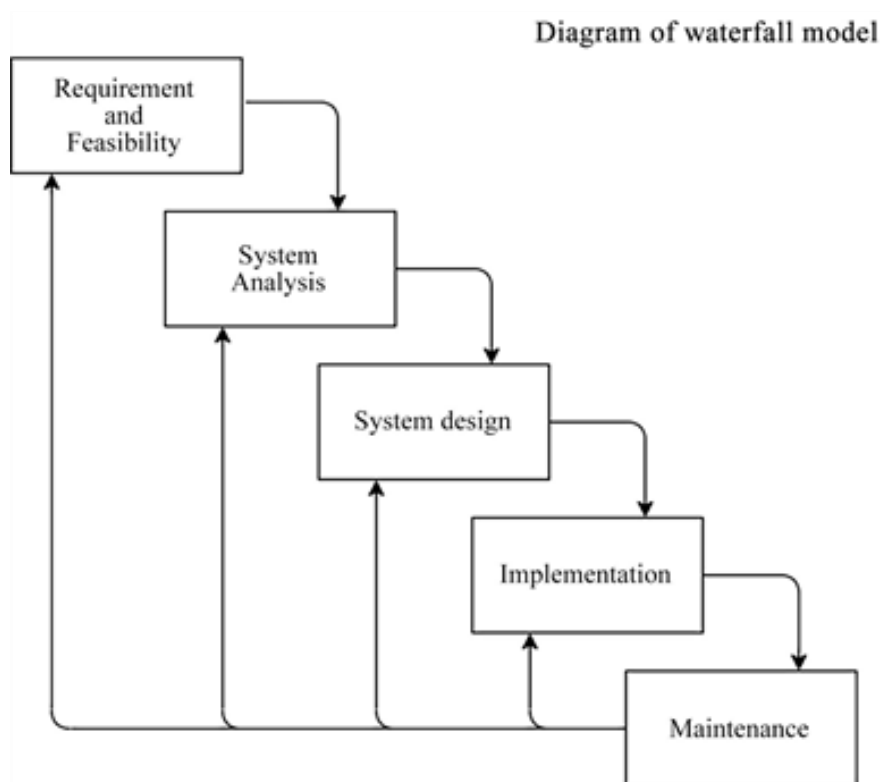 Diagram of waterfall model
Requirement
and
Feasibility
System
Analysis
System design
Implementation
Maintenance